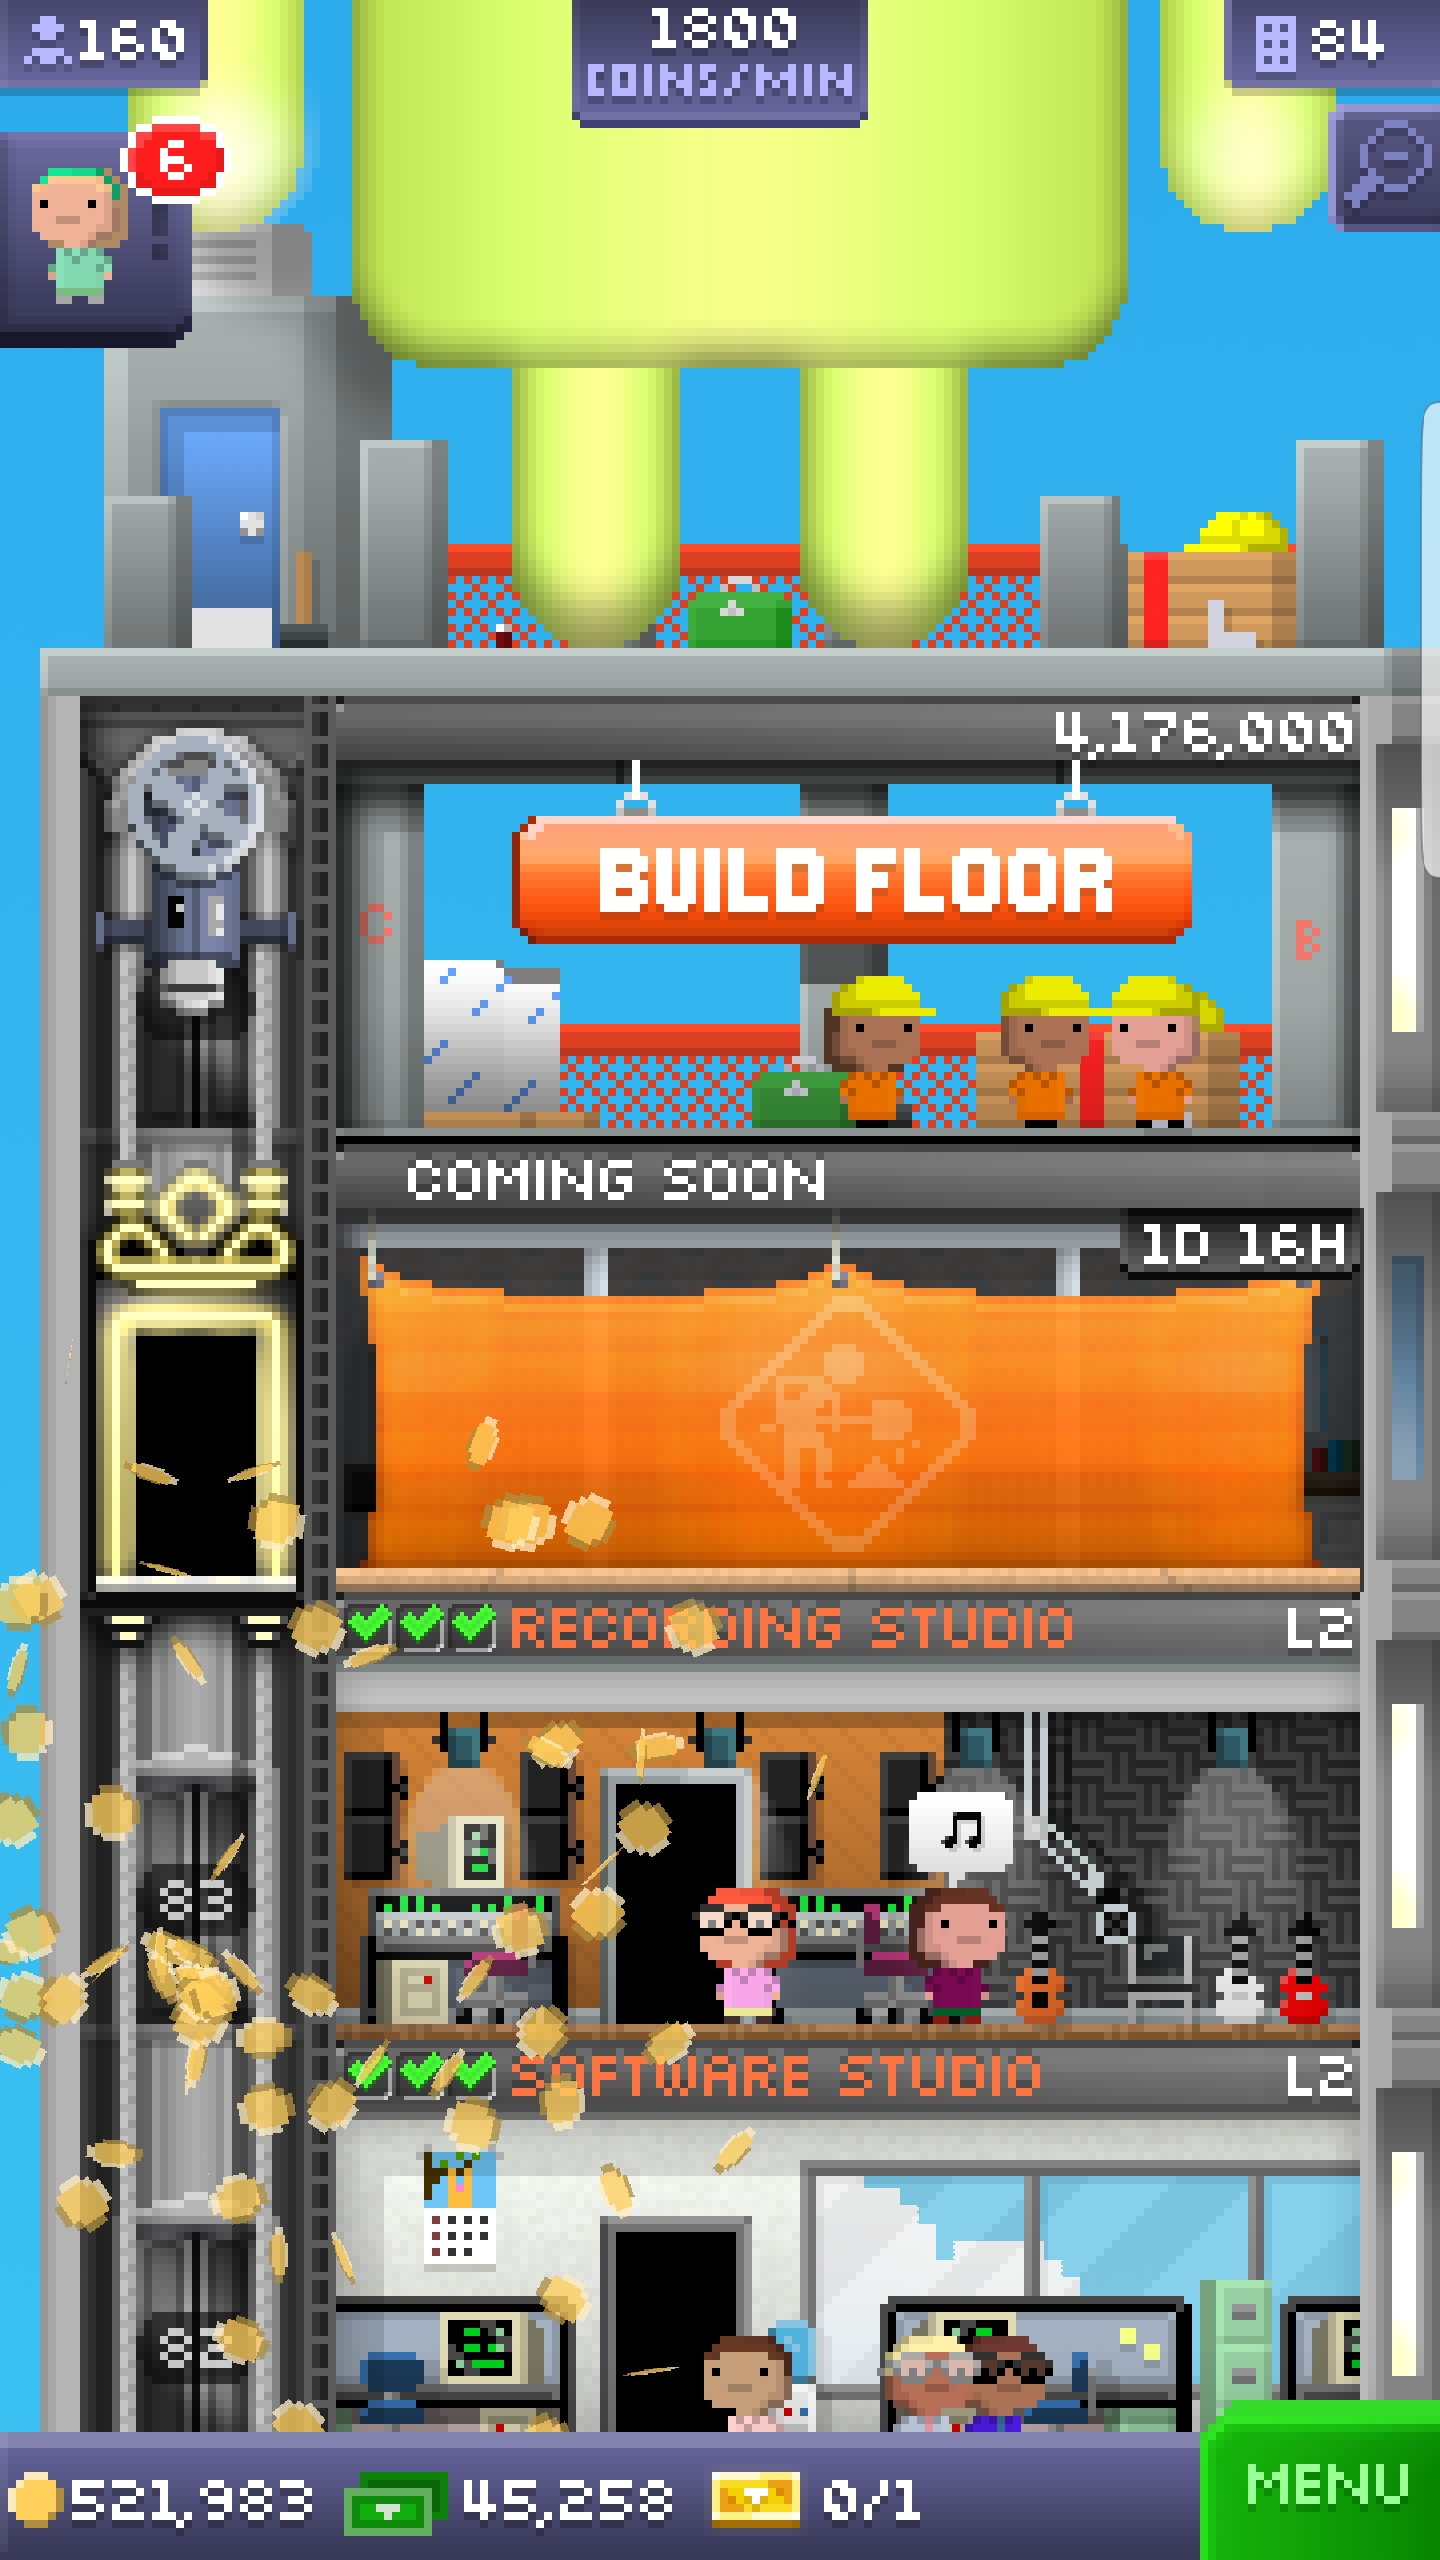 160
1800
COINS/MIN
84
6
4,176,000
BUILD FLOOR
C
B
COMING SOON
1D 16H
RECORDING STUDIO
L2
83
SOFTWARE STUDIO
L2
82
521,983
45,258
0/1
MENU